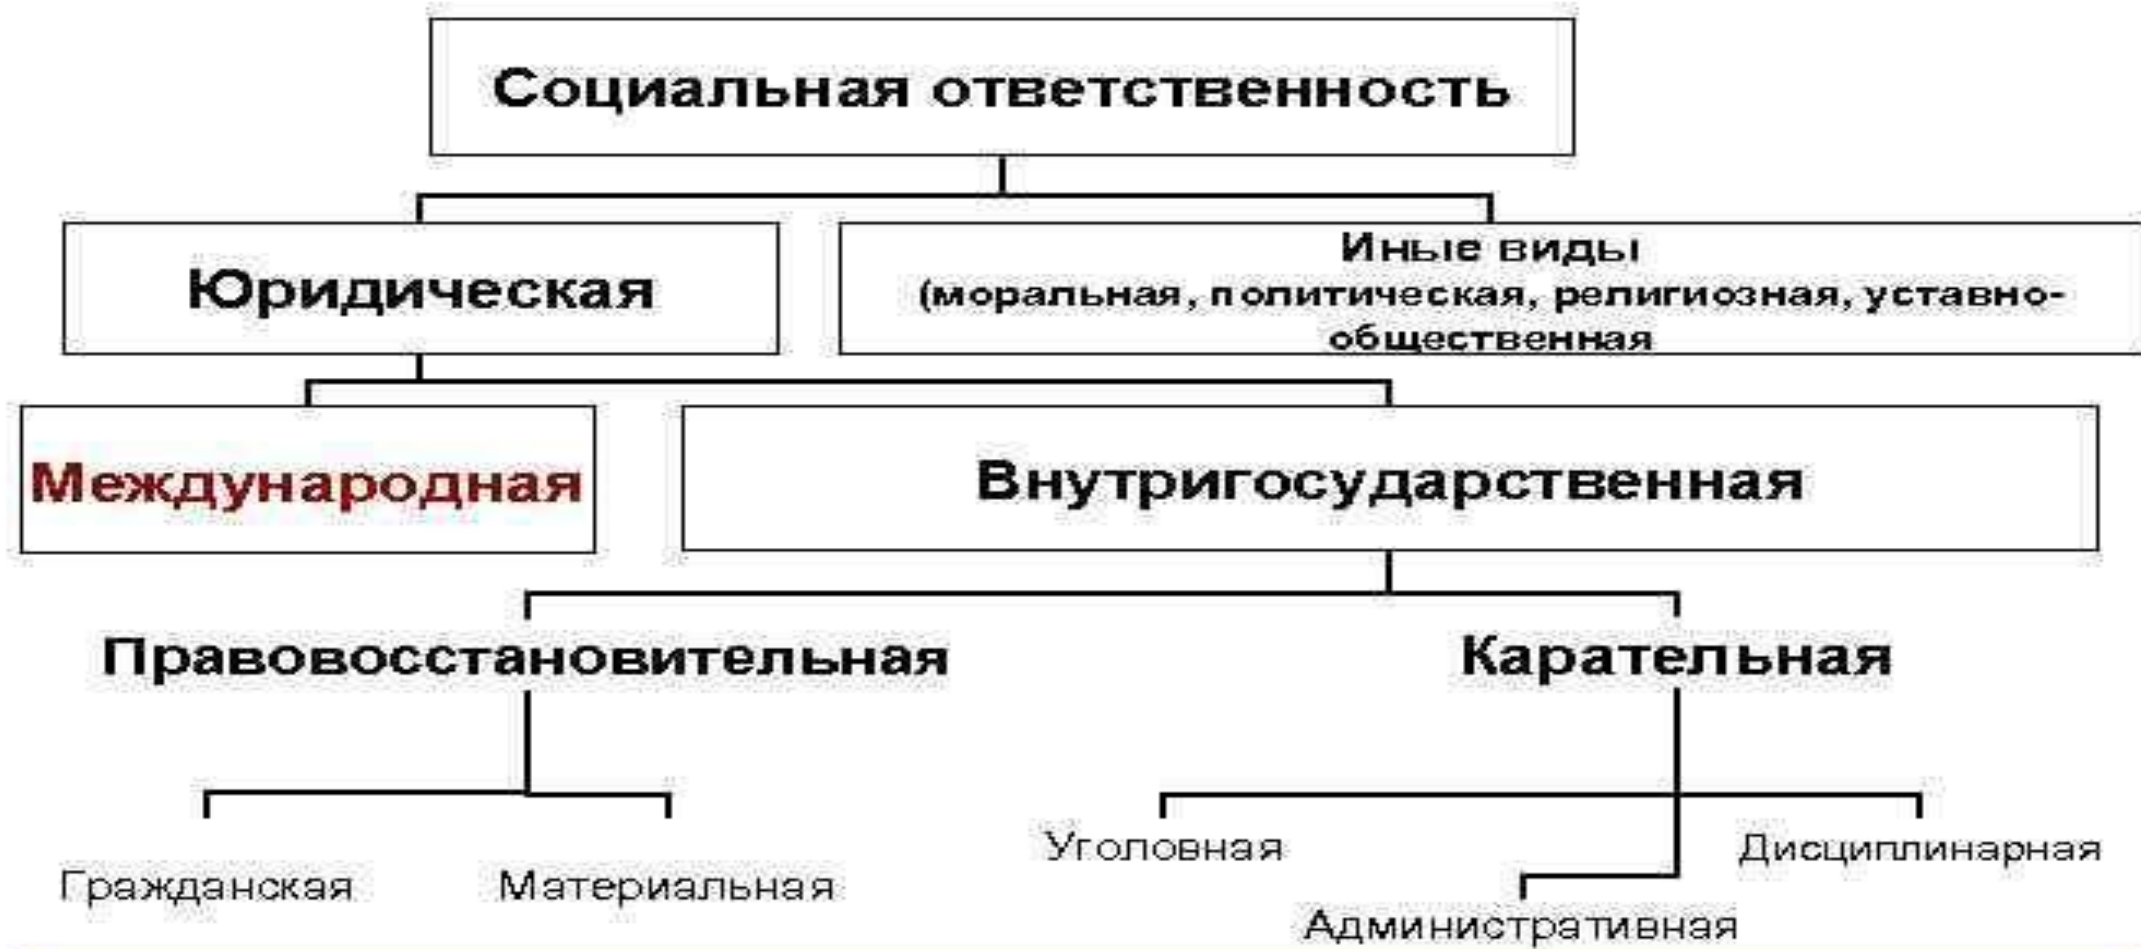 Социальная ответственность
Юридическая
Иные виды
(моральная, политическая, религиозная, уставно-
общественная
Международная
Внутригосударственная
Правовосстановительная
Карательная
Гражданская
Материальная
Уголовная
Дисциплинарная
Административная